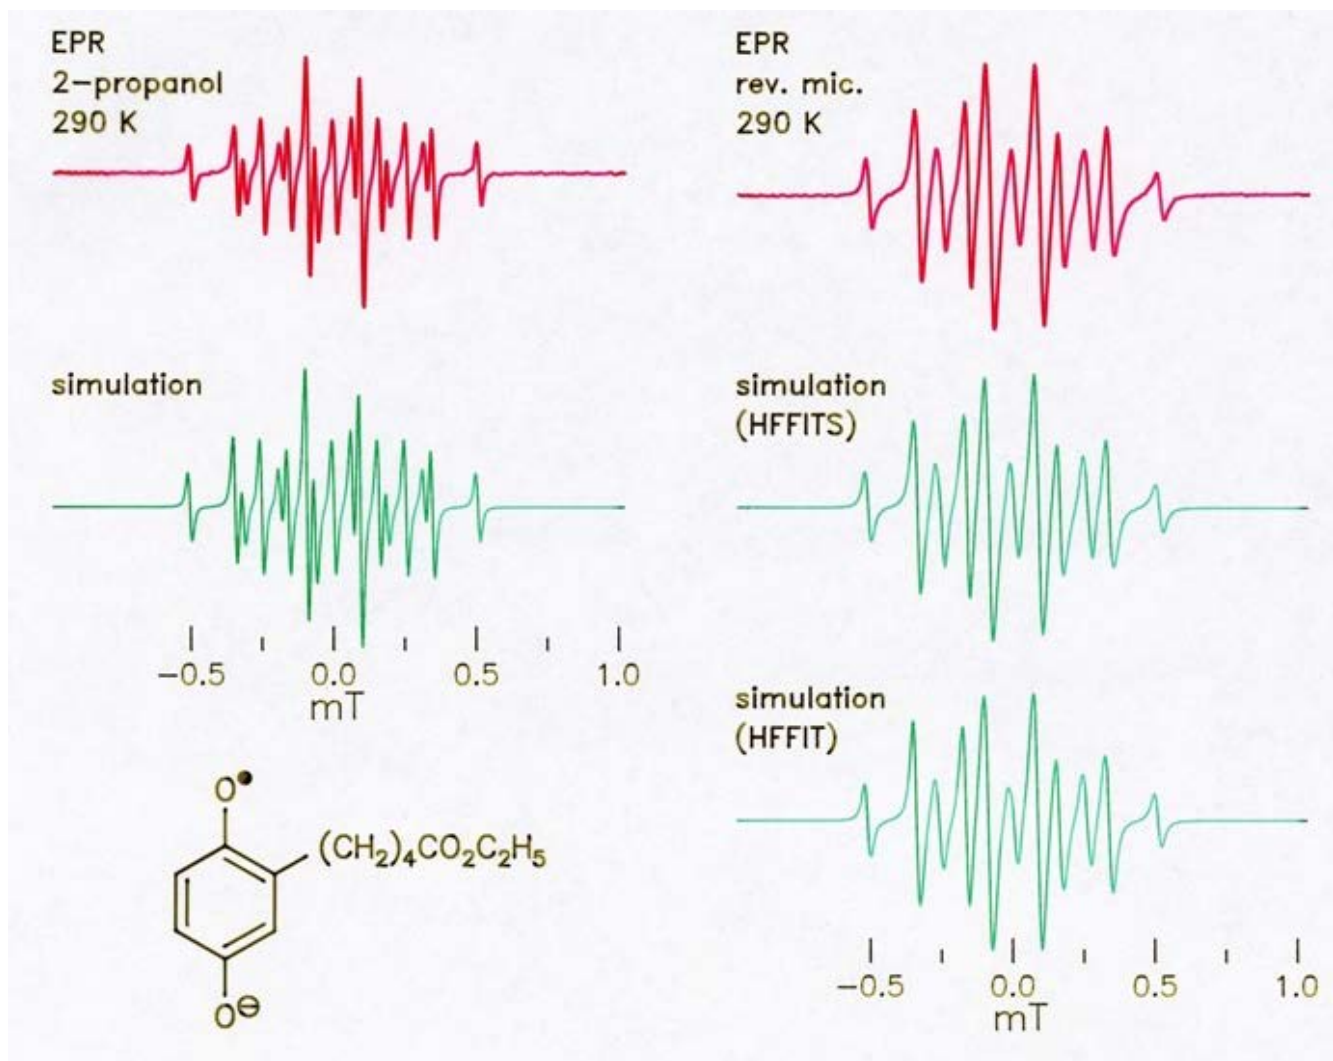 EPR
2-propanol
290 K
simulation
-0.5 0.0 0.5 1.0
mT
O•
(CH₂)₄CO₂C₂H₅
O⊖
EPR
rev. mic.
290 K
simulation
(HFFITS)
simulation
(HFFIT)
-0.5 0.0 0.5 1.0
mT